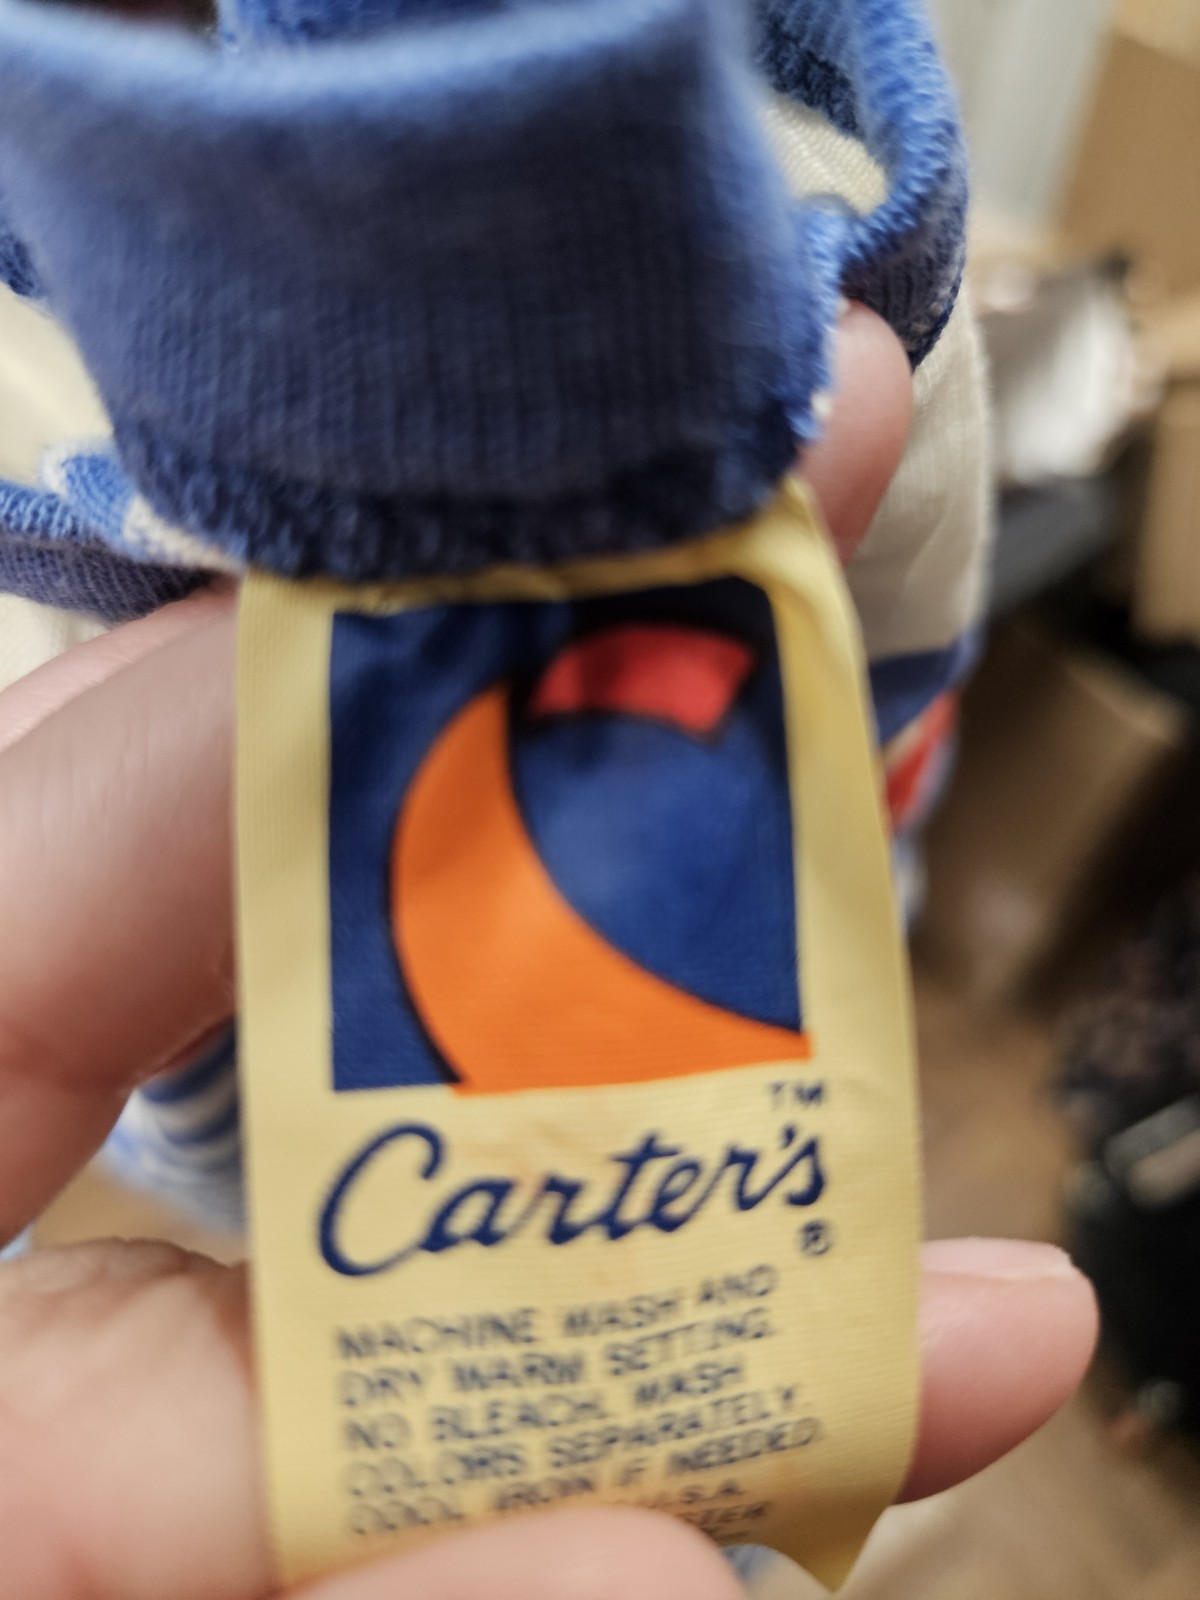 TM
Carter's
®
MACHINE WASH AND
DRY WARM SETTING.
NO BLEACH. WASH
COLORS SEPARATELY.
COOL IRON IF NEEDED.
U.S.A.